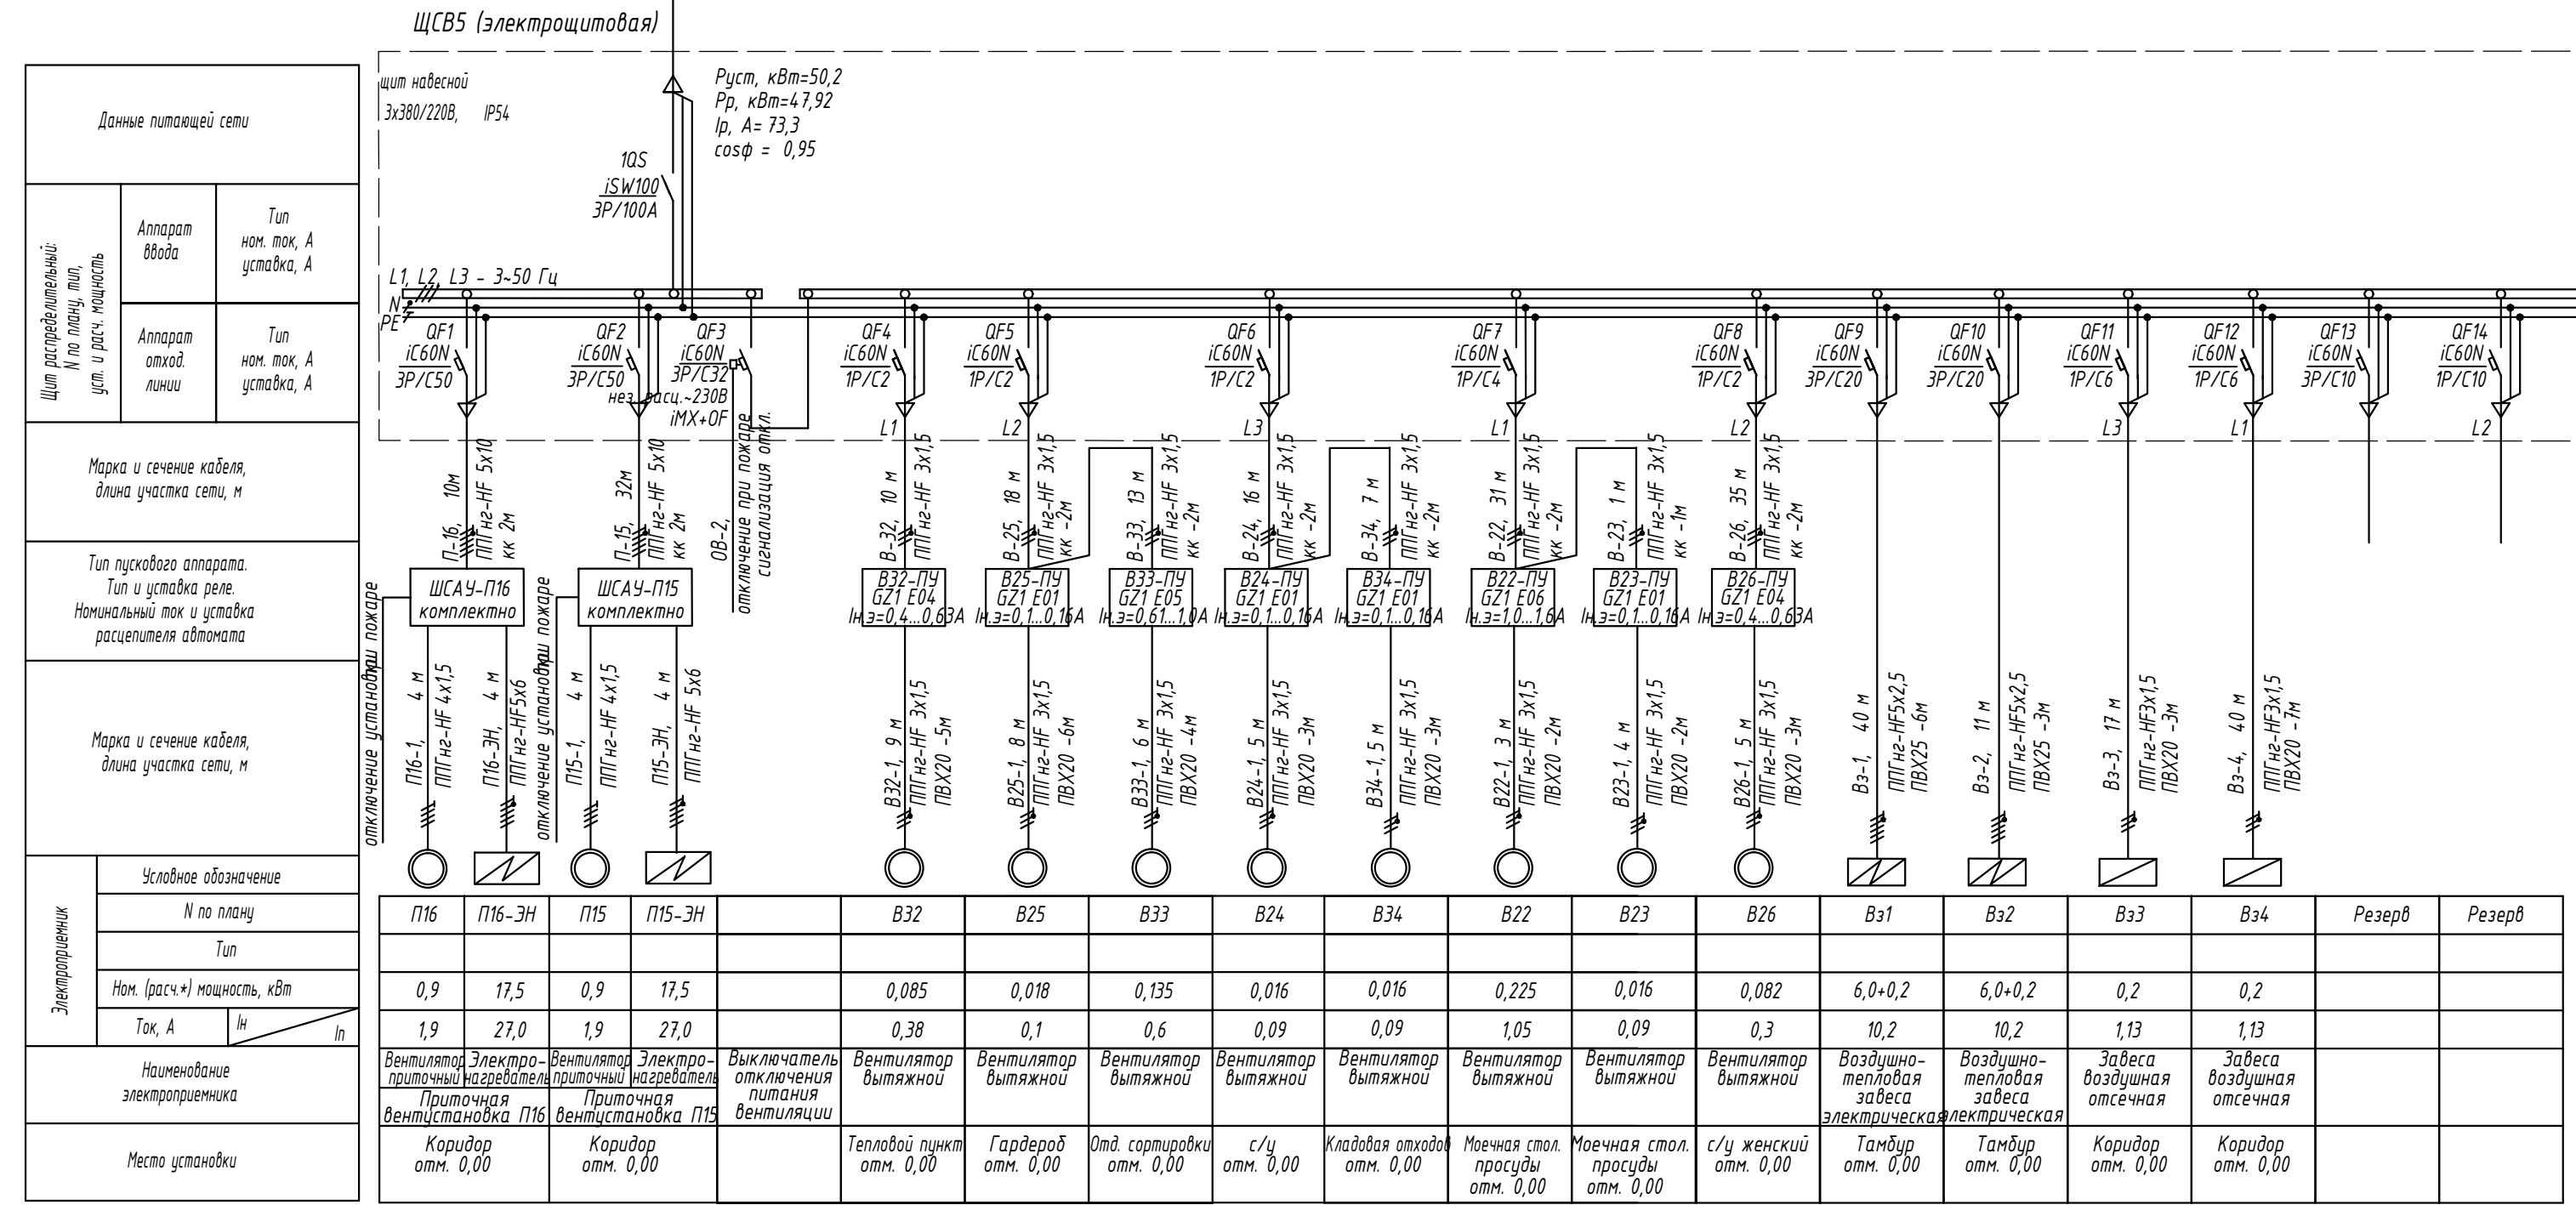 ЩСВ5 (электрощитовая)
щит навесной
3х380/220В, IP54
Руст, кВт=50,2
Рр, кВт=47,92
Iр, А= 73,3
cosφ = 0,95
1QS
iSW100
3P/100A
L1, L2, L3 - 3~50 Гц
N
PE
Данные питающей сети
Щит распределительный:
N по плану, тип,
уст. и расч. мощность
Аппарат
ввода
Тип
ном. ток, А
уставка, А
Аппарат
отход.
линии
Тип
ном. ток, А
уставка, А
Марка и сечение кабеля,
длина участка сети, м
Тип пускового аппарата.
Тип и уставка реле.
Номинальный ток и уставка
расцепителя автомата
Марка и сечение кабеля,
длина участка сети, м
Электроприемник
Условное обозначение
N по плану
Тип
Ном. (расч.*) мощность, кВт
Ток, А
Iн
Iп
Наименование
электроприемника
Место установки
QF1
iC60N
3P/C50
QF2
iC60N
3P/C50
QF3
iC60N
3P/C32
нез. расц.~230В
iMX+OF
QF4
iC60N
1P/C2
L1
QF5
iC60N
1P/C2
L2
QF6
iC60N
1P/C2
L3
QF7
iC60N
1P/C4
L1
QF8
iC60N
1P/C2
L2
QF9
iC60N
3P/C20
QF10
iC60N
3P/C20
QF11
iC60N
1P/C6
L3
QF12
iC60N
1P/C6
L1
QF13
iC60N
3P/C10
QF14
iC60N
1P/C10
L2
П-16, 10м
ППГнг-HF 5х10
кк 2м
П-15, 32м
ППГнг-HF 5х10
кк 2м
ОВ-2,
отключение при пожаре
сигнализация откл.
В-32, 10 м
ППГнг-HF 3х1,5
В-25, 18 м
ППГнг-HF 3х1,5
кк -2м
В-33, 13 м
ППГнг-HF 3х1,5
кк -2м
В-24, 16 м
ППГнг-HF 3х1,5
кк -2м
В-34, 7 м
ППГнг-HF 3х1,5
кк -2м
В-22, 31 м
ППГнг-HF 3х1,5
кк -2м
В-23, 1 м
ППГнг-HF 3х1,5
кк -1м
В-26, 35 м
ППГнг-HF 3х1,5
кк -2м
ШСАУ-П16
комплектно
ШСАУ-П15
комплектно
В32-ПУ
GZ1 E04
Iн.э=0,4...0,63А
В25-ПУ
GZ1 E01
Iн.э=0,1...0,16А
В33-ПУ
GZ1 E05
Iн.э=0,61...1,0А
В24-ПУ
GZ1 E01
Iн.э=0,1...0,16А
В34-ПУ
GZ1 E01
Iн.э=0,1...0,16А
В22-ПУ
GZ1 E06
Iн.э=1,0...1,6А
В23-ПУ
GZ1 E01
Iн.э=0,1...0,16А
В26-ПУ
GZ1 E04
Iн.э=0,4...0,63А
отключение установки при пожаре
П16-1, 4 м
ППГнг-HF 4х1,5
П16-ЭН, 4 м
ППГнг-HF5х6
отключение установки при пожаре
П15-1, 4 м
ППГнг-HF 4х1,5
П15-ЭН, 4 м
ППГнг-HF 5х6
В32-1, 9 м
ППГнг-HF 3х1,5
ПВХ20 -5м
В25-1, 8 м
ППГнг-HF 3х1,5
ПВХ20 -6м
В33-1, 6 м
ППГнг-HF 3х1,5
ПВХ20 -4м
В24-1, 5 м
ППГнг-HF 3х1,5
ПВХ20 -3м
В34-1, 5 м
ППГнг-HF 3х1,5
ПВХ20 -3м
В22-1, 3 м
ППГнг-HF 3х1,5
ПВХ20 -2м
В23-1, 4 м
ППГнг-HF 3х1,5
ПВХ20 -2м
В26-1, 5 м
ППГнг-HF 3х1,5
ПВХ20 -3м
Вз-1, 40 м
ППГнг-HF5х2,5
ПВХ25 -6м
Вз-2, 11 м
ППГнг-HF5х2,5
ПВХ25 -3м
Вз-3, 17 м
ППГнг-HF3х1,5
ПВХ20 -3м
Вз-4, 40 м
ППГнг-HF3х1,5
ПВХ20 -7м
П16 П16-ЭН П15 П15-ЭН В32 В25 В33 В24 В34 В22 В23 В26 Вз1 Вз2 Вз3 Вз4 Резерв Резерв
0,9 17,5 0,9 17,5 0,085 0,018 0,135 0,016 0,016 0,225 0,016 0,082 6,0+0,2 6,0+0,2 0,2 0,2
1,9 27,0 1,9 27,0 0,38 0,1 0,6 0,09 0,09 1,05 0,09 0,3 10,2 10,2 1,13 1,13
Вентилятор
приточный
Электро-
нагреватель
Приточная
вентустановка П16
Вентилятор
приточный
Электро-
нагреватель
Приточная
вентустановка П15
Выключатель
отключения
питания
вентиляции
Вентилятор
вытяжной
Вентилятор
вытяжной
Вентилятор
вытяжной
Вентилятор
вытяжной
Вентилятор
вытяжной
Вентилятор
вытяжной
Вентилятор
вытяжной
Вентилятор
вытяжной
Воздушно-
тепловая
завеса
электрическая
Воздушно-
тепловая
завеса
электрическая
Завеса
воздушная
отсечная
Завеса
воздушная
отсечная
Коридор
отм. 0,00
Коридор
отм. 0,00
Тепловой пункт
отм. 0,00
Гардероб
отм. 0,00
Отд. сортировки
отм. 0,00
с/у
отм. 0,00
Кладовая отходов
отм. 0,00
Моечная стол.
просуды
отм. 0,00
Моечная стол.
просуды
отм. 0,00
с/у женский
отм. 0,00
Тамбур
отм. 0,00
Тамбур
отм. 0,00
Коридор
отм. 0,00
Коридор
отм. 0,00